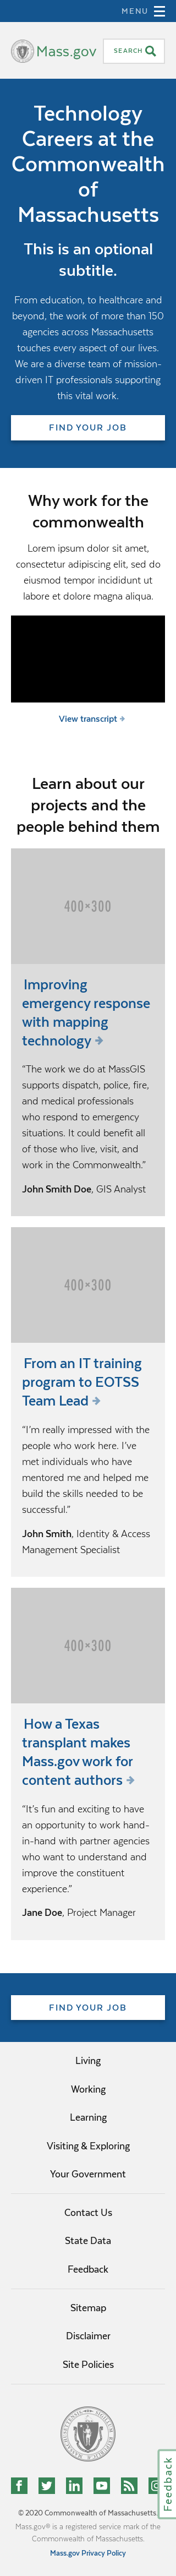 MENU
Mass.gov
SEARCH
Technology
Careers at the
Commonwealth
of
Massachusetts
This is an optional
subtitle.
From education, to healthcare and
beyond, the work of more than 150
agencies across Massachusetts
touches every aspect of our lives.
We are a diverse team of mission-
driven IT professionals supporting
this vital work.
FIND YOUR JOB
Why work for the
commonwealth
Lorem ipsum dolor sit amet,
consectetur adipiscing elit, sed do
eiusmod tempor incididunt ut
labore et dolore magna aliqua.
View transcript
Learn about our
projects and the
people behind them
400×300
Improving
emergency response
with mapping
technology
“The work we do at MassGIS
supports dispatch, police, fire,
and medical professionals
who respond to emergency
situations. It could benefit all
of those who live, visit, and
work in the Commonwealth.”
John Smith Doe, GIS Analyst
400×300
From an IT training
program to EOTSS
Team Lead
“I’m really impressed with the
people who work here. I’ve
met individuals who have
mentored me and helped me
build the skills needed to be
successful.”
John Smith, Identity & Access
Management Specialist
400×300
How a Texas
transplant makes
Mass.gov work for
content authors
“It’s fun and exciting to have
an opportunity to work hand-
in-hand with partner agencies
who want to understand and
improve the constituent
experience.”
Jane Doe, Project Manager
FIND YOUR JOB
Living
Working
Learning
Visiting & Exploring
Your Government
Contact Us
State Data
Feedback
Sitemap
Disclaimer
Site Policies
Feedback
© 2020 Commonwealth of Massachusetts.
Mass.gov® is a registered service mark of the
Commonwealth of Massachusetts.
Mass.gov Privacy Policy